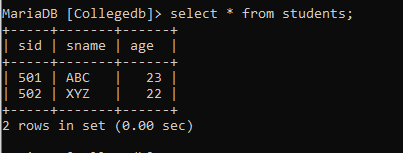 MariaDB [Collegedb]> select * from students;
+-----+-------+------+
| sid | sname | age  |
+-----+-------+------+
| 501 | ABC   |   23 |
| 502 | XYZ   |   22 |
+-----+-------+------+
2 rows in set (0.00 sec)